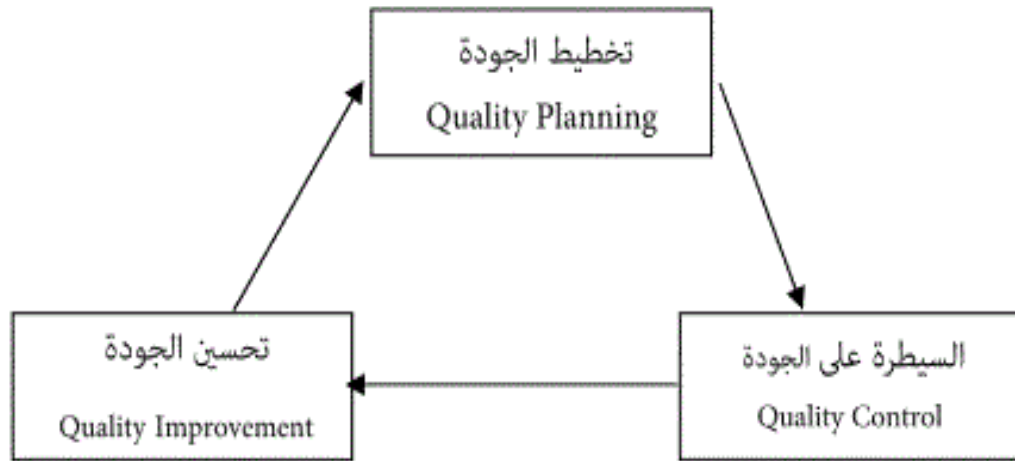 تخطيط الجودة
Quality Planning
السيطرة على الجودة
Quality Control
تحسين الجودة
Quality Improvement